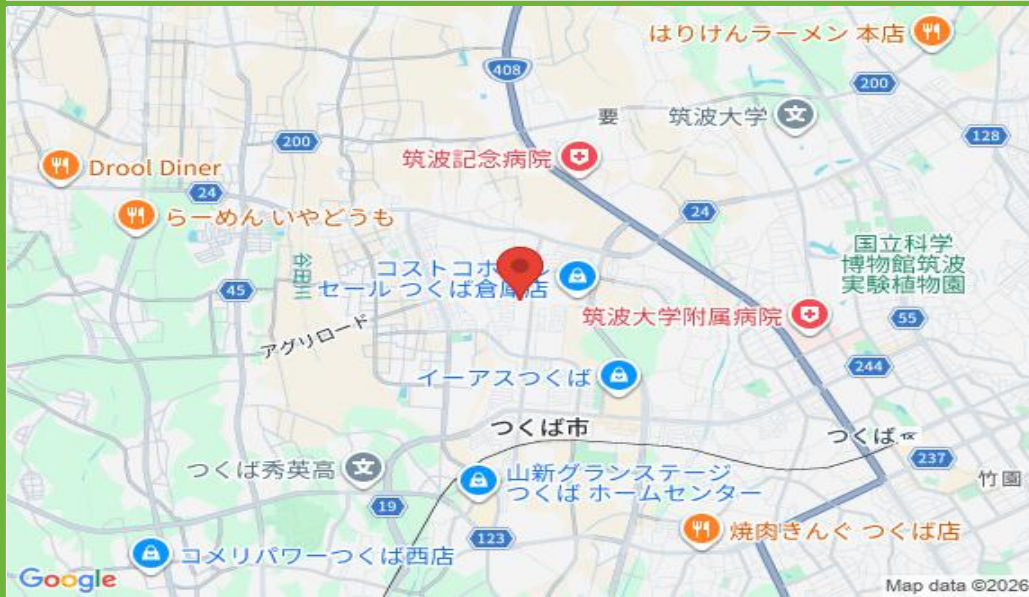 はりけんラーメン 本店
408
200
要
筑波大学
128
200
筑波記念病院
Drool Diner
24
24
らーめん いやどうも
谷田川
国立科学
博物館筑波
実験植物園
コストコホ
ル
セール つくば倉庫店
45
筑波大学附属病院
55
アグリロード
244
イーアスつくば
つくば市
つくば
237
つくば秀英高
山新グランステージ
つくば ホームセンター
竹園
19
123
焼肉きんぐ つくば店
コメリパワーつくば西店
Google
Map data ©2026